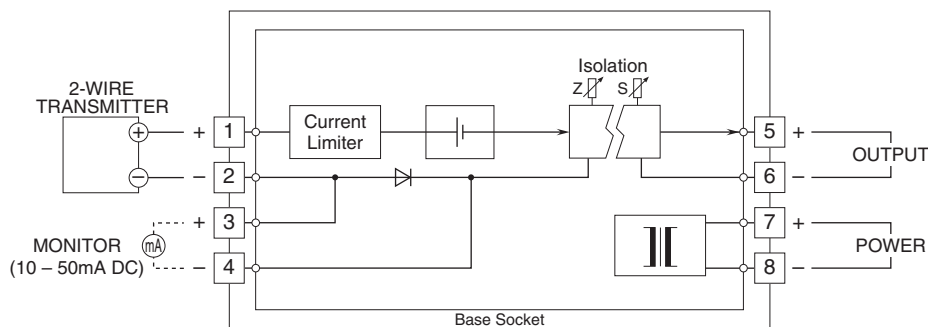 2-WIRE
TRANSMITTER
+
−
+ 1
− 2
+ 3
− 4
MONITOR
mA
(10 – 50mA DC)
Current
Limiter
Isolation
Z
S
5 +
6 −
OUTPUT
7 +
8 −
POWER
Base Socket